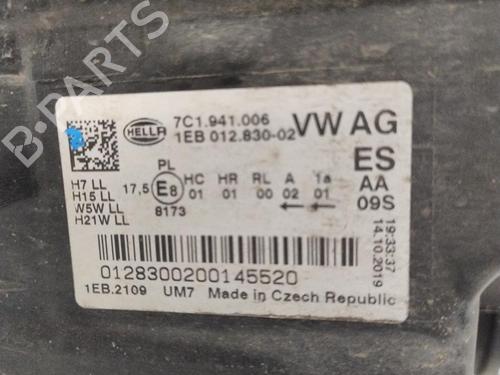 B-PARTS
HELLA 7C1.941.006 VW AG
1EB 012.830-02
PL ES
H7 LL 17,5 E8 HC HR RL A 1a AA
H15 LL 01 01 00 02 01 09S
W5W LL 8173
H21W LL
19:33:37
14.10.2019
0128300200145520
1EB.2109 UM7 Made in Czech Republic